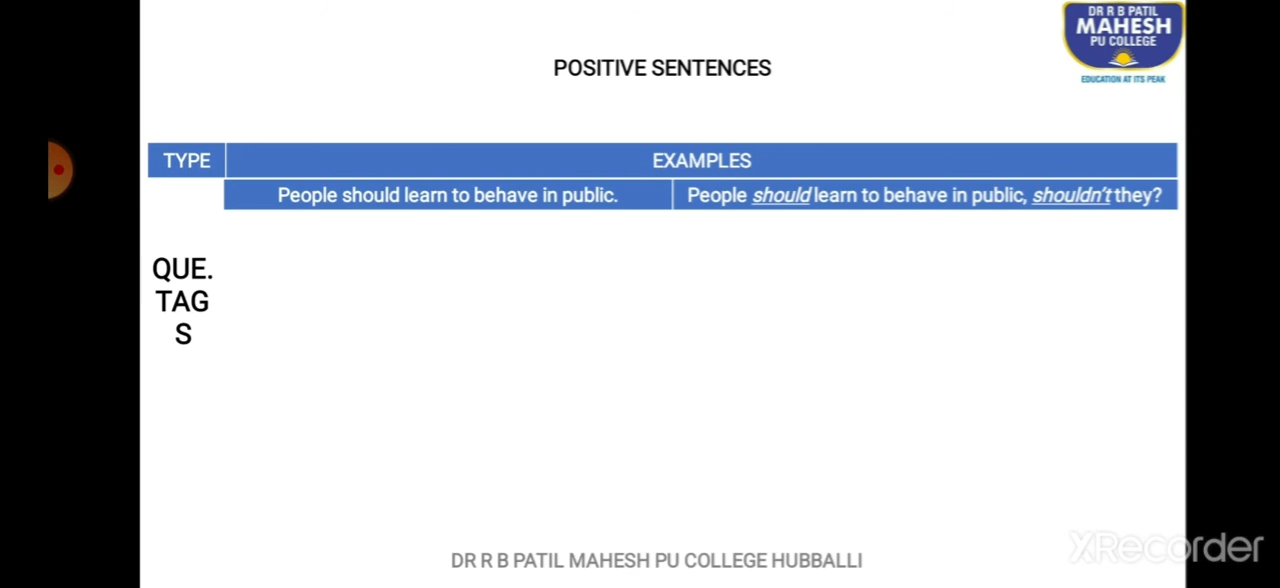 DR R B PATIL
MAHESH
PU COLLEGE
EDUCATION AT ITS PEAK
POSITIVE SENTENCES
TYPE EXAMPLES
People should learn to behave in public. People should learn to behave in public, shouldn't they?
QUE.
TAG
S
DR R B PATIL MAHESH PU COLLEGE HUBBALLI
XRecorder